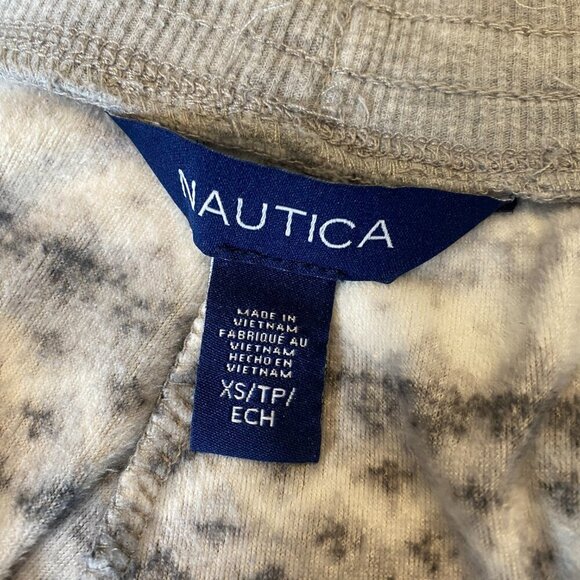 NAUTICA
MADE IN
VIETNAM
FABRIQUÉ AU
VIETNAM
HECHO EN
VIETNAM
XS/TP/
ECH